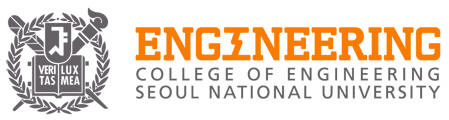 VERI LUX
TAS MEA
ENGINEERING
COLLEGE OF ENGINEERING
SEOUL NATIONAL UNIVERSITY